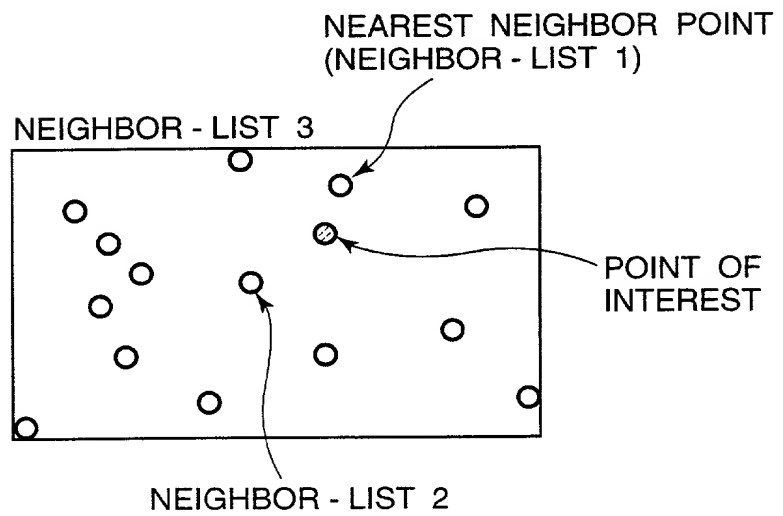 NEAREST NEIGHBOR POINT
(NEIGHBOR - LIST 1)
NEIGHBOR - LIST 3
POINT OF
INTEREST
NEIGHBOR - LIST 2